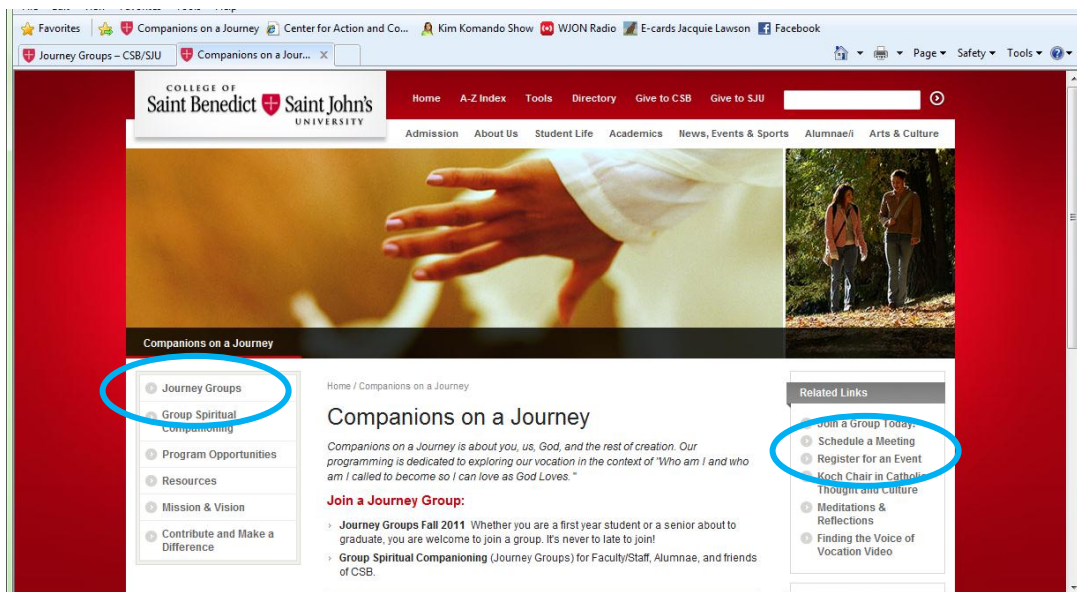 Favorites Companions on a Journey Center for Action and Co... Kim Komando Show WJON Radio E-cards Jacquie Lawson Facebook
Journey Groups – CSB/SJU Companions on a Jour... X Page Safety Tools
COLLEGE OF
Saint Benedict Saint John's
UNIVERSITY
Home A-Z Index Tools Directory Give to CSB Give to SJU
Admission About Us Student Life Academics News, Events & Sports Alumnae/i Arts & Culture
Companions on a Journey
Journey Groups
Group Spiritual
Companioning
Program Opportunities
Resources
Mission & Vision
Contribute and Make a
Difference
Home / Companions on a Journey
Companions on a Journey
Companions on a Journey is about you, us, God, and the rest of creation. Our
programming is dedicated to exploring our vocation in the context of "Who am I and who
am I called to become so I can love as God Loves."
Join a Journey Group:
Journey Groups Fall 2011 Whether you are a first year student or a senior about to
graduate, you are welcome to join a group. It's never to late to join!
Group Spiritual Companioning (Journey Groups) for Faculty/Staff, Alumnae, and friends
of CSB.
Related Links
Join a Group Today!
Schedule a Meeting
Register for an Event
Koch Chair in Catholic
Thought and Culture
Meditations &
Reflections
Finding the Voice of
Vocation Video